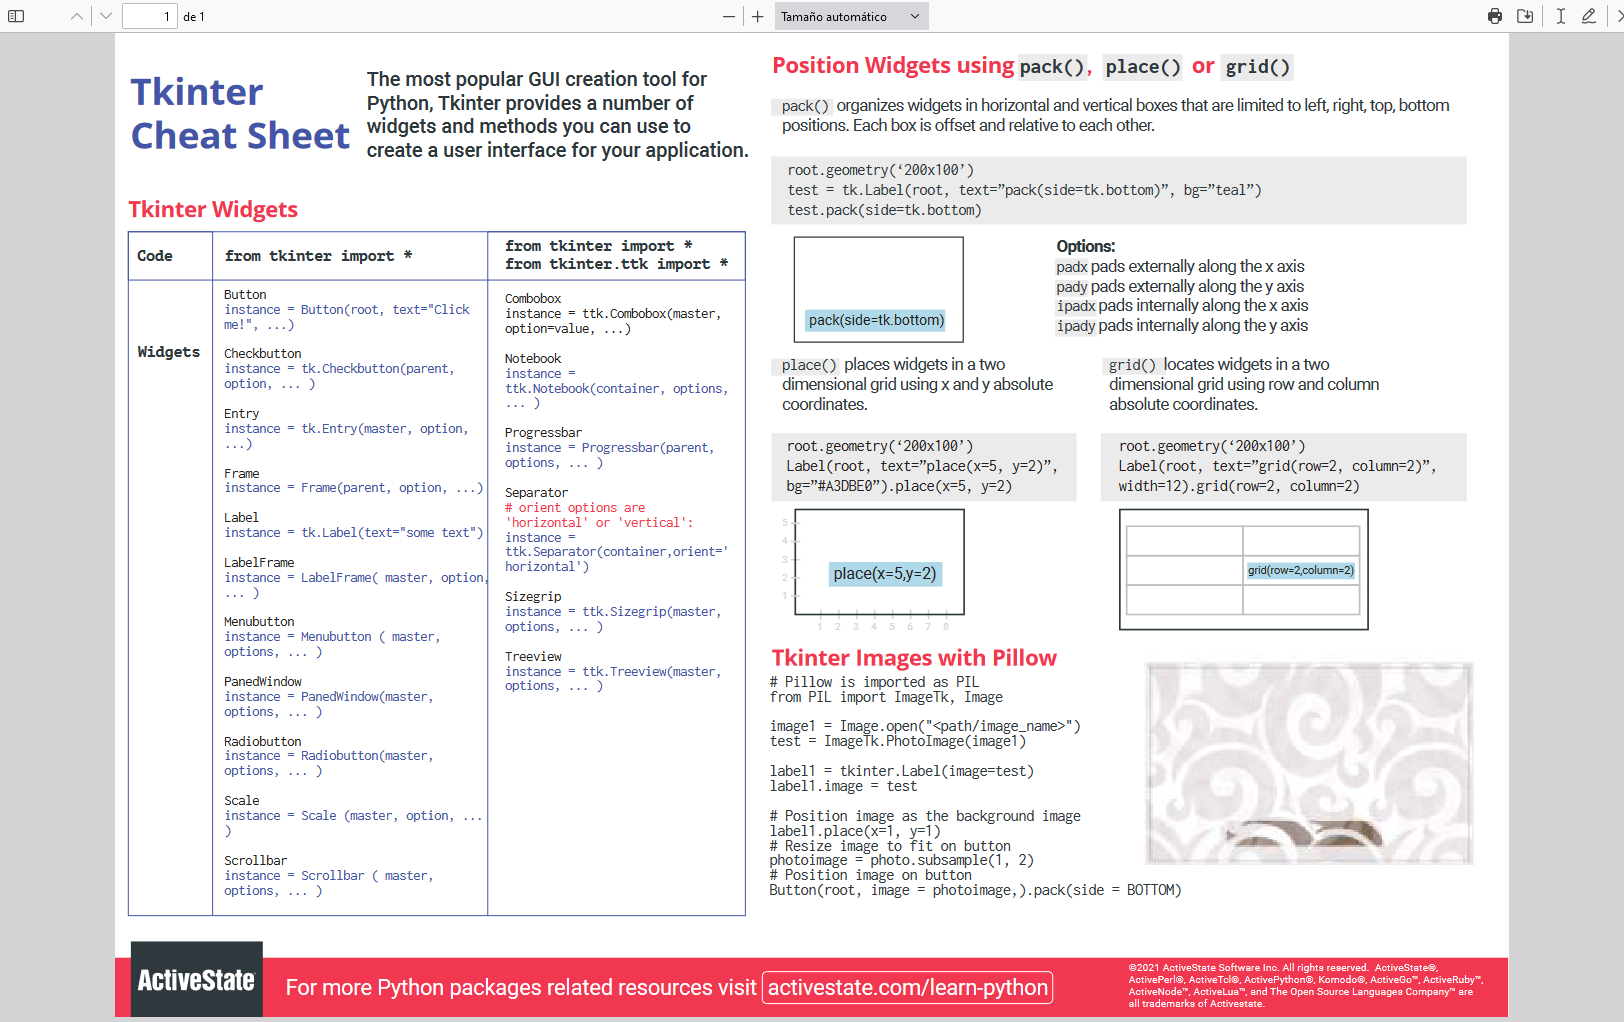 1 de 1
Tamaño automático
Tkinter
Cheat Sheet
The most popular GUI creation tool for
Python, Tkinter provides a number of
widgets and methods you can use to
create a user interface for your application.
Tkinter Widgets
Code
from tkinter import *
from tkinter import *
from tkinter.ttk import *
Widgets
Button
instance = Button(root, text="Click
me!", ...)
Checkbutton
instance = tk.Checkbutton(parent,
option, ... )
Entry
instance = tk.Entry(master, option,
...)
Frame
instance = Frame(parent, option, ...)
Label
instance = tk.Label(text="some text")
LabelFrame
instance = LabelFrame( master, option,
... )
Menubutton
instance = Menubutton ( master,
options, ... )
PanedWindow
instance = PanedWindow(master,
options, ... )
Radiobutton
instance = Radiobutton(master,
options, ... )
Scale
instance = Scale (master, option, ...
)
Scrollbar
instance = Scrollbar ( master,
options, ... )
Combobox
instance = ttk.Combobox(master,
option=value, ...)
Notebook
instance =
ttk.Notebook(container, options,
... )
Progressbar
instance = Progressbar(parent,
options, ... )
Separator
# orient options are
'horizontal' or 'vertical':
instance =
ttk.Separator(container,orient='
horizontal')
Sizegrip
instance = ttk.Sizegrip(master,
options, ... )
Treeview
instance = ttk.Treeview(master,
options, ... )
Position Widgets using pack(), place() or grid()
pack() organizes widgets in horizontal and vertical boxes that are limited to left, right, top, bottom
positions. Each box is offset and relative to each other.
root.geometry(‘200x100’)
test = tk.Label(root, text=”pack(side=tk.bottom)”, bg=”teal”)
test.pack(side=tk.bottom)
pack(side=tk.bottom)
Options:
padx pads externally along the x axis
pady pads externally along the y axis
ipadx pads internally along the x axis
ipady pads internally along the y axis
place() places widgets in a two
dimensional grid using x and y absolute
coordinates.
root.geometry(‘200x100’)
Label(root, text=”place(x=5, y=2)”,
bg=”#A3DBE0”).place(x=5, y=2)
5
4
3
2
1
place(x=5,y=2)
1 2 3 4 5 6 7 8
grid() locates widgets in a two
dimensional grid using row and column
absolute coordinates.
root.geometry(‘200x100’)
Label(root, text=”grid(row=2, column=2)”,
width=12).grid(row=2, column=2)
grid(row=2,column=2)
Tkinter Images with Pillow
# Pillow is imported as PIL
from PIL import ImageTk, Image
image1 = Image.open("<path/image_name>")
test = ImageTk.PhotoImage(image1)
label1 = tkinter.Label(image=test)
label1.image = test
# Position image as the background image
label1.place(x=1, y=1)
# Resize image to fit on button
photoimage = photo.subsample(1, 2)
# Position image on button
Button(root, image = photoimage,).pack(side = BOTTOM)
ActiveState
For more Python packages related resources visit activestate.com/learn-python
©2021 ActiveState Software Inc. All rights reserved. ActiveState®,
ActivePerl®, ActiveTcl®, ActivePython®, Komodo®, ActiveGo™, ActiveRuby™,
ActiveNode™, ActiveLua™, and The Open Source Languages Company™ are
all trademarks of Activestate.